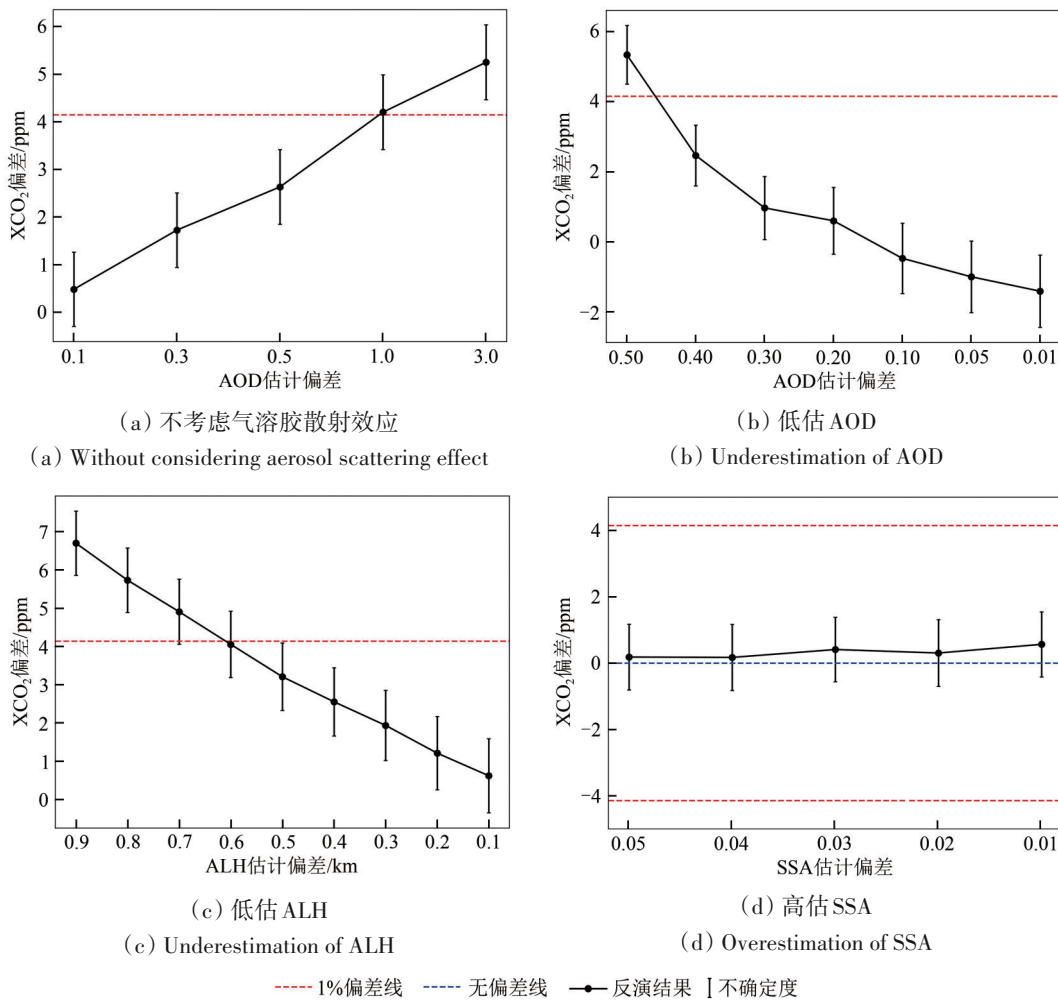 6
5
4
3
2
1
0
XCO₂偏差/ppm
0.1 0.3 0.5 1.0 3.0
AOD估计偏差
(a) 不考虑气溶胶散射效应
(a) Without considering aerosol scattering effect
6
4
2
0
−2
XCO₂偏差/ppm
0.50 0.40 0.30 0.20 0.10 0.05 0.01
AOD估计偏差
(b) 低估AOD
(b) Underestimation of AOD
7
6
5
4
3
2
1
0
XCO₂偏差/ppm
0.9 0.8 0.7 0.6 0.5 0.4 0.3 0.2 0.1
ALH估计偏差/km
(c) 低估ALH
(c) Underestimation of ALH
4
2
0
−2
−4
XCO₂偏差/ppm
0.05 0.04 0.03 0.02 0.01
SSA估计偏差
(d) 高估SSA
(d) Overestimation of SSA
1%偏差线 无偏差线 反演结果 不确定度